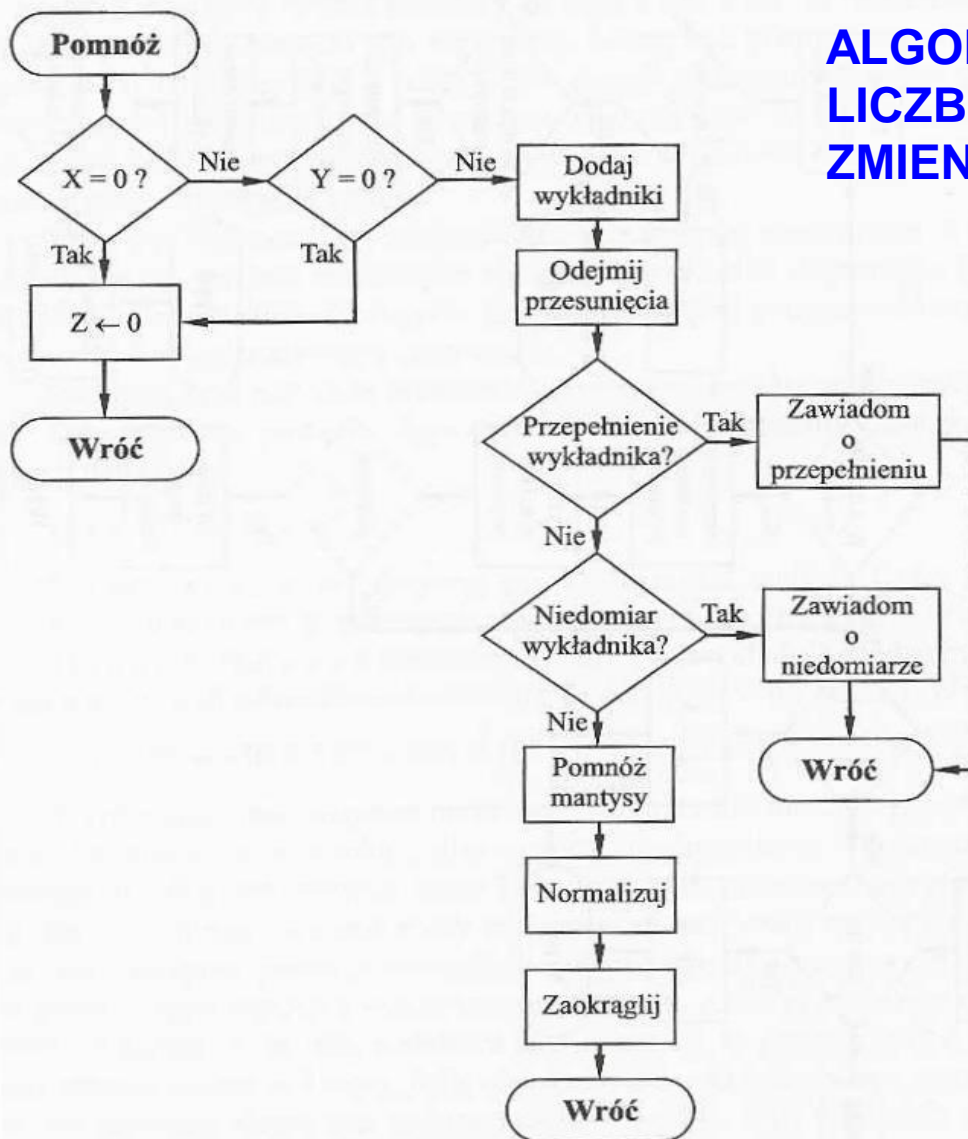 ALGO
LICZB
ZMIEN
Pomnóż
X = 0 ?
Nie
Y = 0 ?
Nie
Dodaj
wykładniki
Tak
Tak
Odejmij
przesunięcia
Z ← 0
Wróć
Przepełnienie
wykładnika?
Tak
Zawiadom
o
przepełnieniu
Nie
Niedomiar
wykładnika?
Tak
Zawiadom
o
niedomiarze
Nie
Wróć
Pomnóż
mantysy
Normalizuj
Zaokrąglij
Wróć